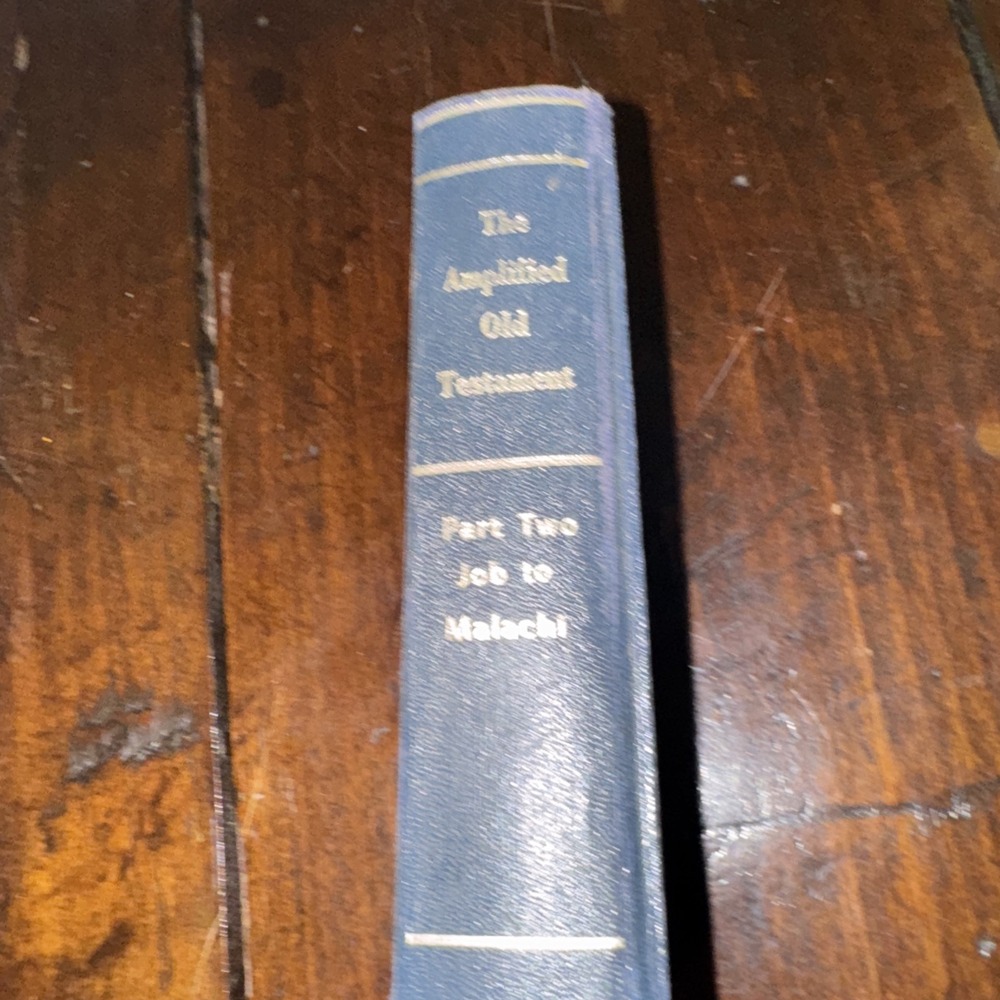 The
Amplified
Old
Testament
Part Two
Job to
Malachi